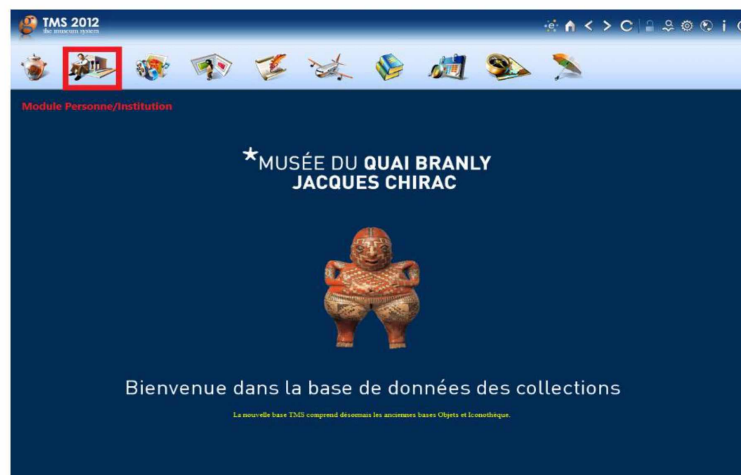 TMS 2012
the museum system
Module Personne/Institution
*MUSÉE DU QUAI BRANLY
JACQUES CHIRAC
Bienvenue dans la base de données des collections
La nouvelle base TMS comprend désormais les anciennes bases Objets et Iconothèque.